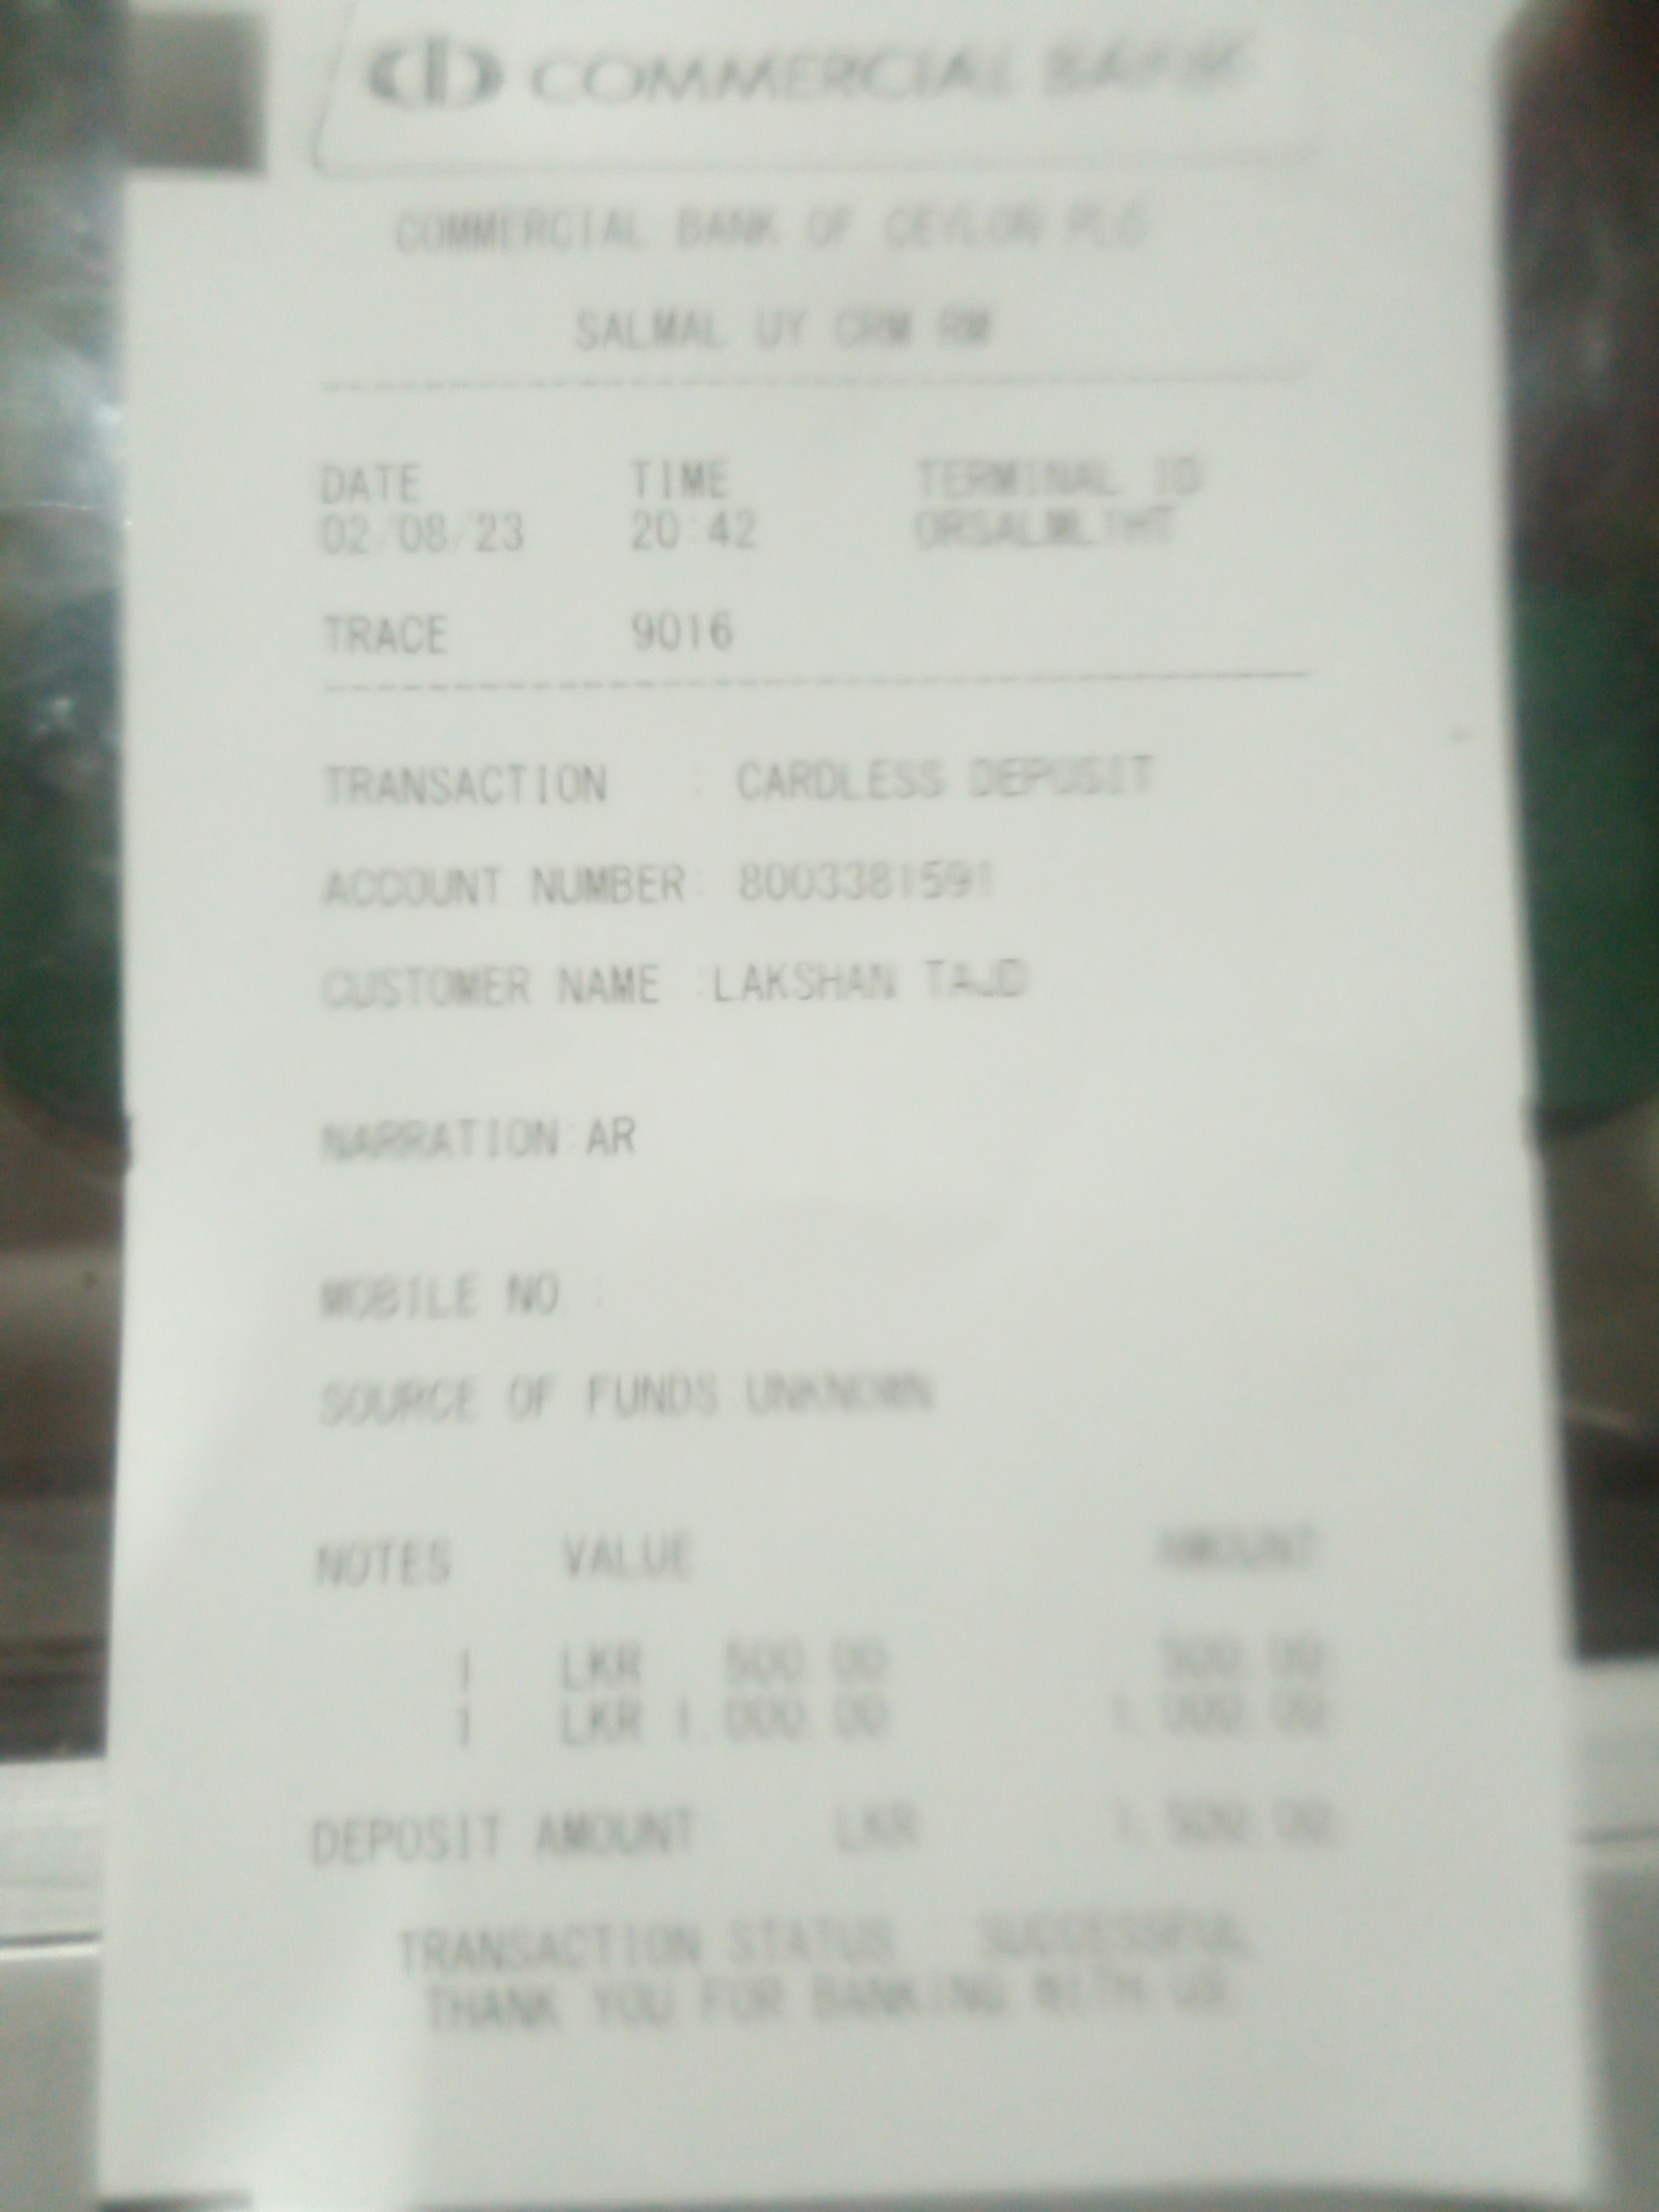 COMMERCIAL BANK
COMMERCIAL BANK OF CEYLON PLC
SALMAL UY CRM RM
DATE TIME TERMINAL ID
02/08/23 20:42
TRACE 9016
TRANSACTION : CARDLESS DEPOSIT
ACCOUNT NUMBER: 8003381591
CUSTOMER NAME :LAKSHAN TAJD
NARRATION:AR
MOBILE NO :
SOURCE OF FUNDS UNKNOWN
NOTES VALUE AMOUNT
1 LKR 500.00 500.00
1 LKR 1,000.00 1,000.00
DEPOSIT AMOUNT LKR 1,500.00
TRANSACTION STATUS : SUCCESSFUL
THANK YOU FOR BANKING WITH US